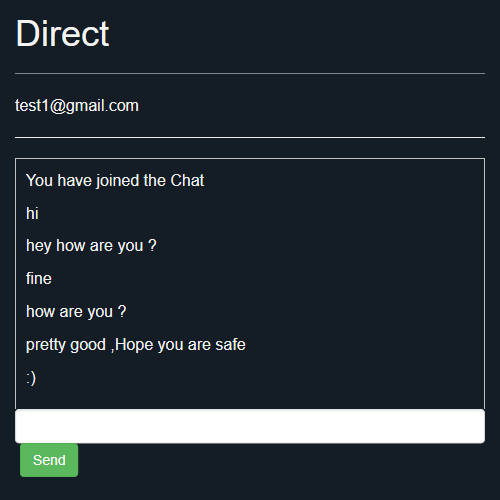 Direct
test1@gmail.com
You have joined the Chat
hi
hey how are you ?
fine
how are you ?
pretty good ,Hope you are safe
:)
Send